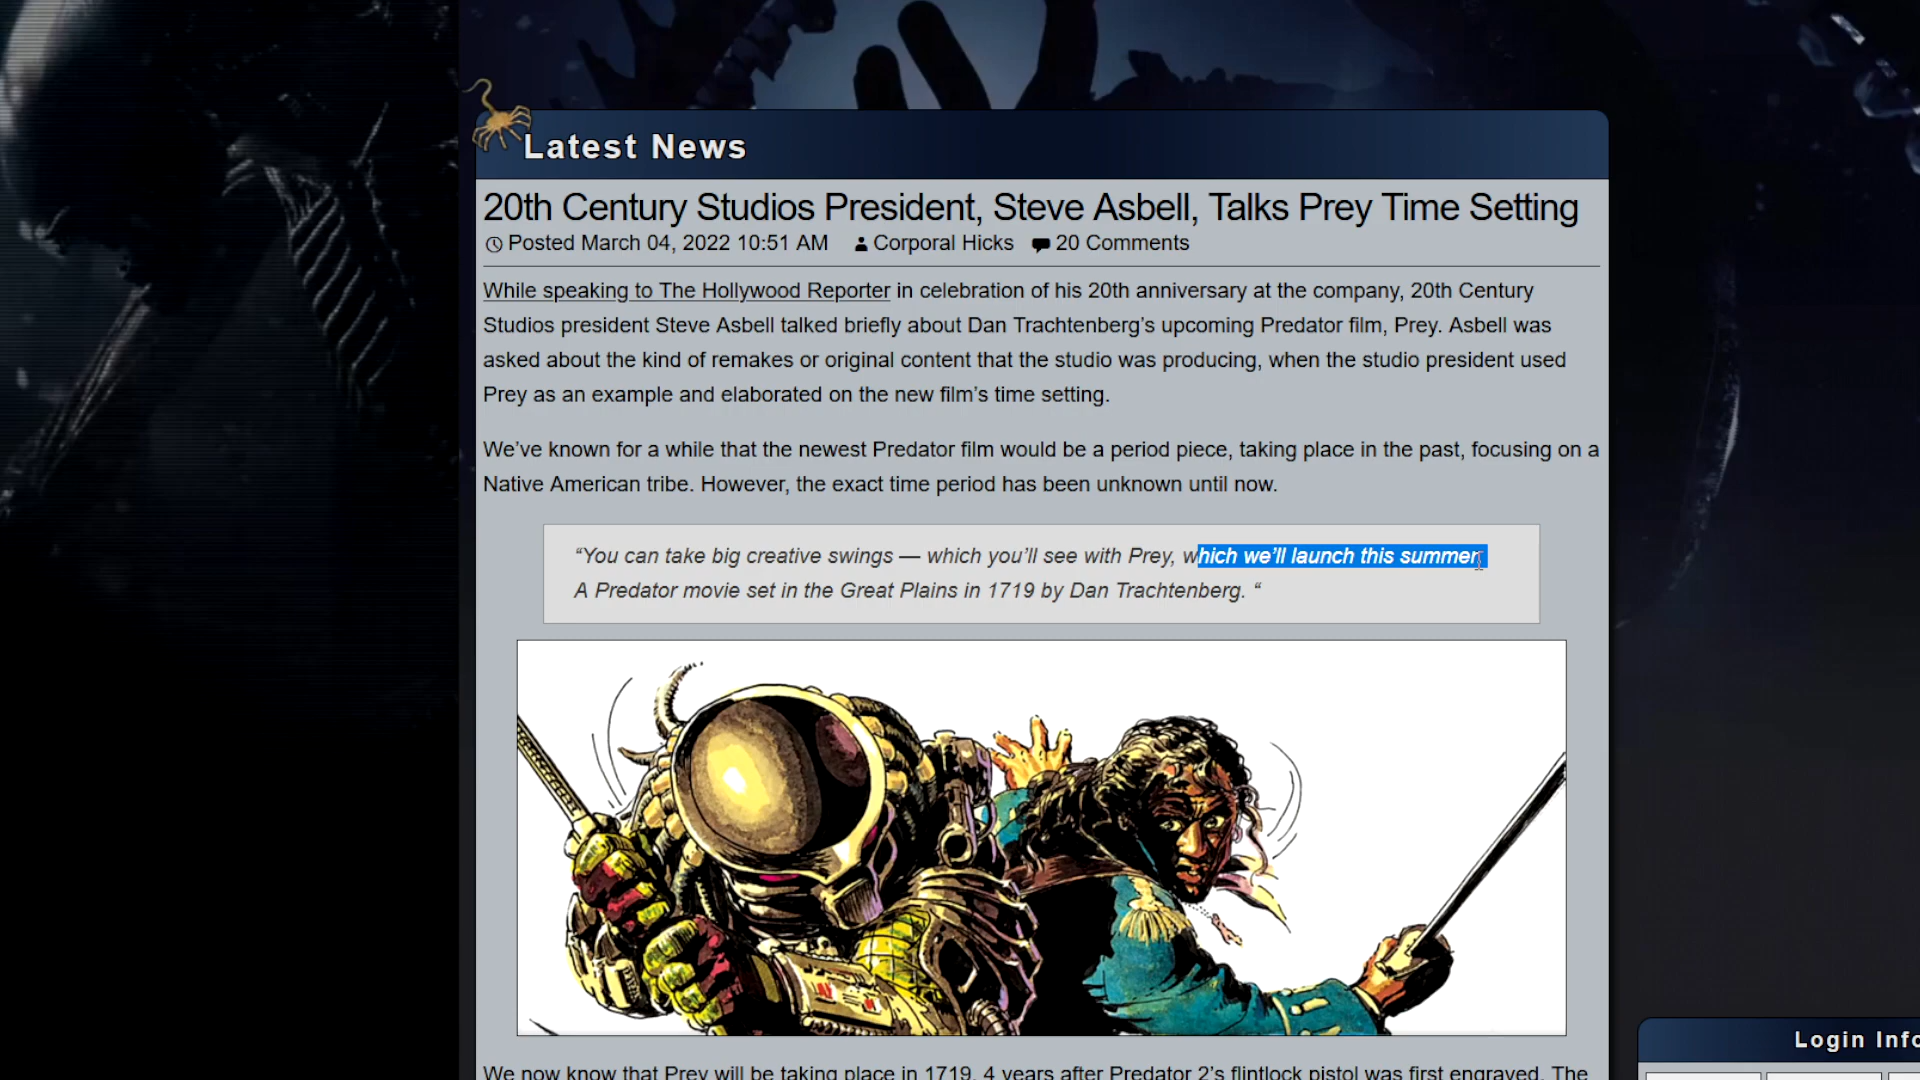 Latest News
20th Century Studios President, Steve Asbell, Talks Prey Time Setting
Posted March 04, 2022 10:51 AM Corporal Hicks 20 Comments
While speaking to The Hollywood Reporter in celebration of his 20th anniversary at the company, 20th Century
Studios president Steve Asbell talked briefly about Dan Trachtenberg’s upcoming Predator film, Prey. Asbell was
asked about the kind of remakes or original content that the studio was producing, when the studio president used
Prey as an example and elaborated on the new film’s time setting.
We’ve known for a while that the newest Predator film would be a period piece, taking place in the past, focusing on a
Native American tribe. However, the exact time period has been unknown until now.
“You can take big creative swings — which you’ll see with Prey, which we’ll launch this summer.
A Predator movie set in the Great Plains in 1719 by Dan Trachtenberg. “
We now know that Prey will be taking place in 1719, 4 years after Predator 2’s flintlock pistol was first engraved. The
Login Info